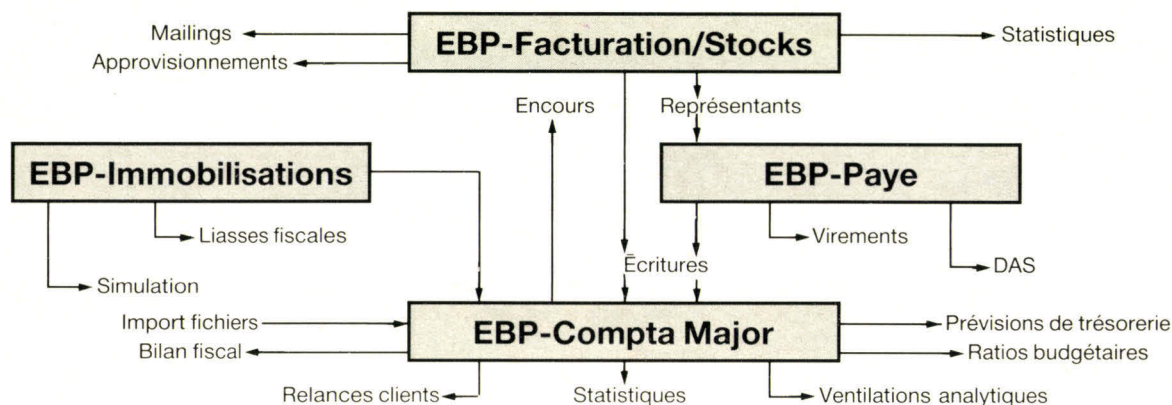 Mailings
EBP-Facturation/Stocks
Statistiques
Approvisionnements
Encours
Représentants
EBP-Immobilisations
EBP-Paye
Liasses fiscales
Virements
Écritures
DAS
Simulation
Import fichiers
EBP-Compta Major
Prévisions de trésorerie
Bilan fiscal
Ratios budgétaires
Relances clients
Statistiques
Ventilations analytiques